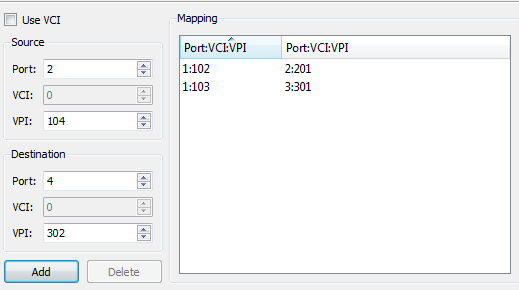 Use VCI
Source
Port: 2
VCI: 0
VPI: 104
Destination
Port: 4
VCI: 0
VPI: 302
Add Delete
Mapping
Port:VCI:VPI Port:VCI:VPI
1:102 2:201
1:103 3:301